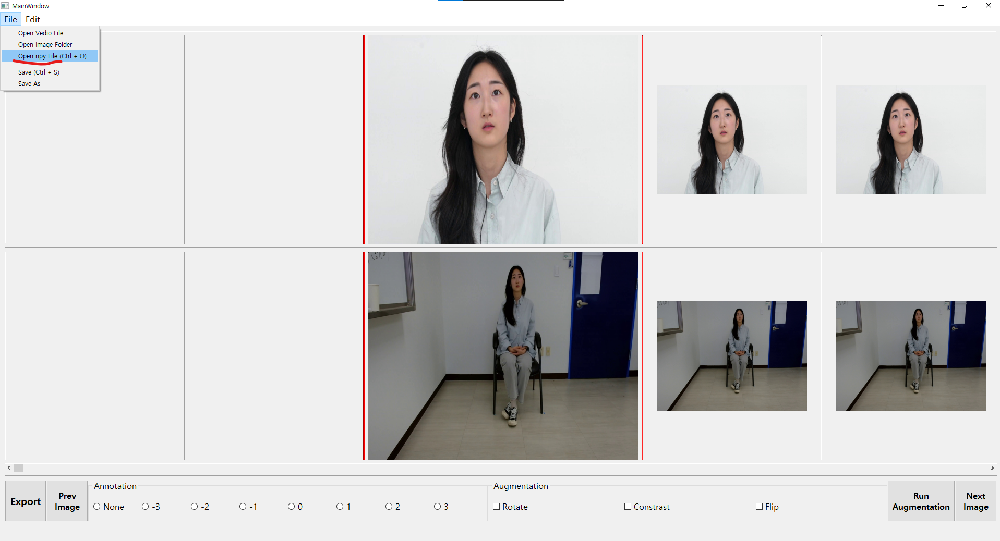 MainWindow
File Edit
Open Vedio File
Open Image Folder
Open npy File (Ctrl + O)
Save (Ctrl + S)
Save As
Export
Prev
Image
Annotation
None -3 -2 -1 0 1 2 3
Augmentation
Rotate Constrast Flip
Run
Augmentation
Next
Image